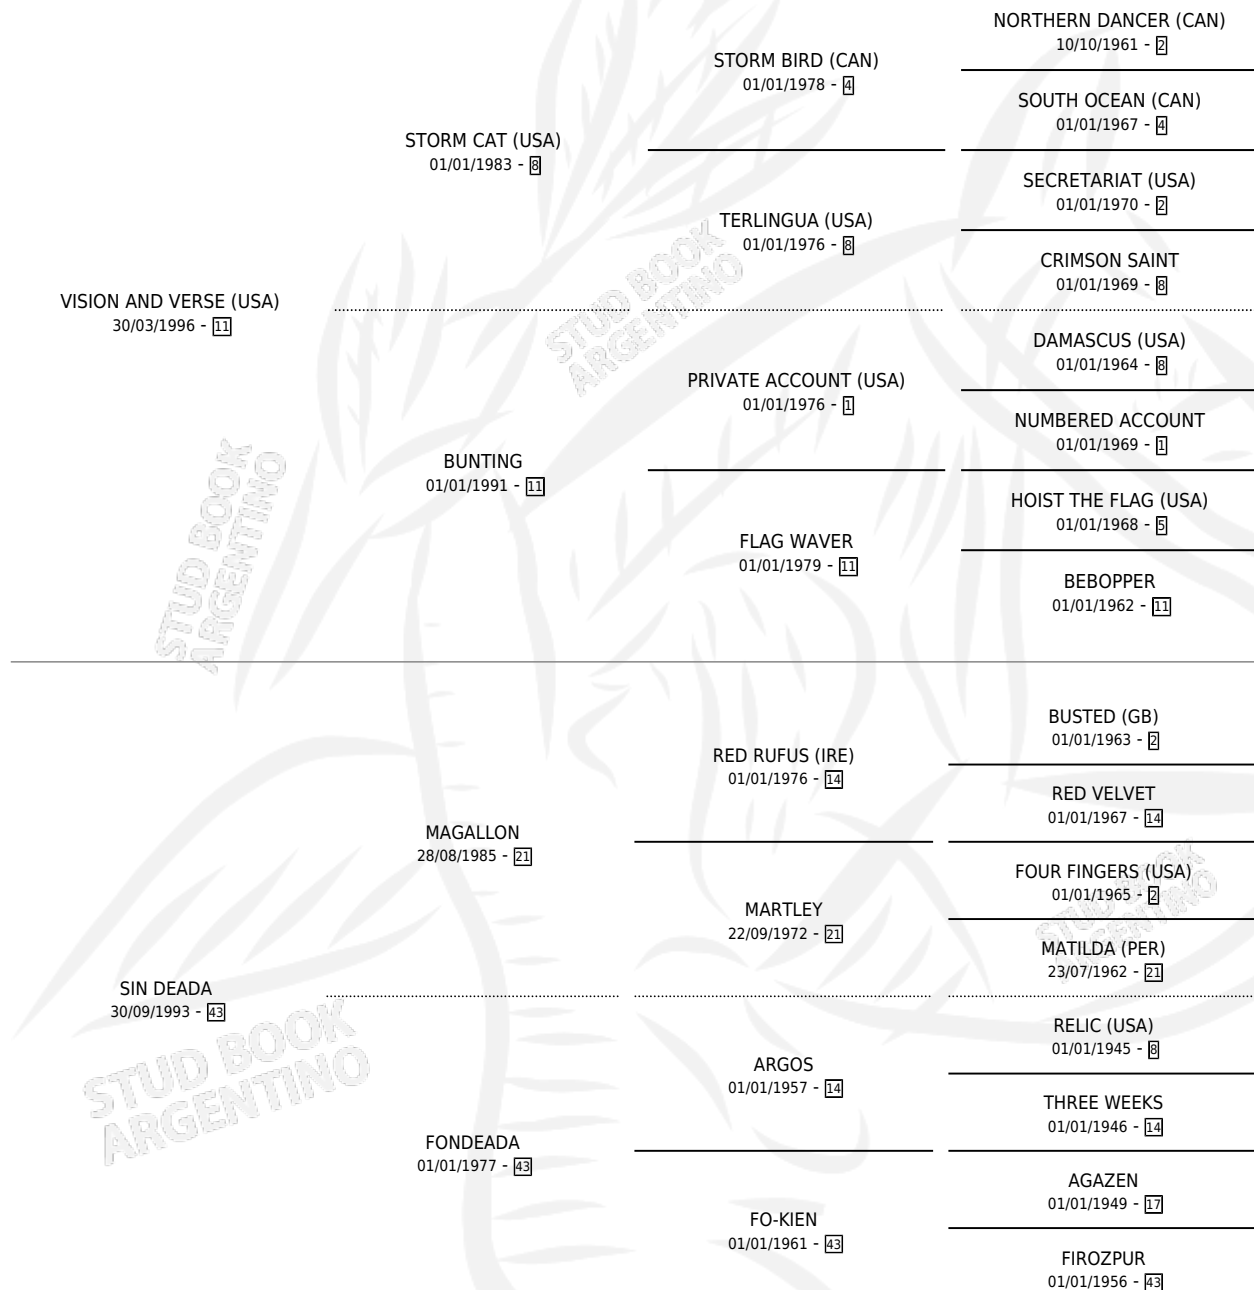 NORTHERN DANCER (CAN)
10/10/1961 - 2
STORM BIRD (CAN)
01/01/1978 - 4
SOUTH OCEAN (CAN)
01/01/1967 - 4
STORM CAT (USA)
01/01/1983 - 8
SECRETARIAT (USA)
01/01/1970 - 2
TERLINGUA (USA)
01/01/1976 - 8
CRIMSON SAINT
01/01/1969 - 8
VISION AND VERSE (USA)
30/03/1996 - 11
DAMASCUS (USA)
01/01/1964 - 8
PRIVATE ACCOUNT (USA)
01/01/1976 - 1
NUMBERED ACCOUNT
01/01/1969 - 1
BUNTING
01/01/1991 - 11
HOIST THE FLAG (USA)
01/01/1968 - 5
FLAG WAVER
01/01/1979 - 11
BEBOPPER
01/01/1962 - 11
BUSTED (GB)
01/01/1963 - 2
RED RUFUS (IRE)
01/01/1976 - 14
RED VELVET
01/01/1967 - 14
MAGALLON
28/08/1985 - 21
FOUR FINGERS (USA)
01/01/1965 - 2
MARTLEY
22/09/1972 - 21
MATILDA (PER)
23/07/1962 - 21
SIN DEADA
30/09/1993 - 43
RELIC (USA)
01/01/1945 - 8
ARGOS
01/01/1957 - 14
THREE WEEKS
01/01/1946 - 14
FONDEADA
01/01/1977 - 43
AGAZEN
01/01/1949 - 17
FO-KIEN
01/01/1961 - 43
FIROZPUR
01/01/1956 - 43
STUD BOOK
ARGENTINO
STUD BOOK
ARGENTINO
STUD BOOK
ARGENTINO
STUD BOOK
ARGENTINO